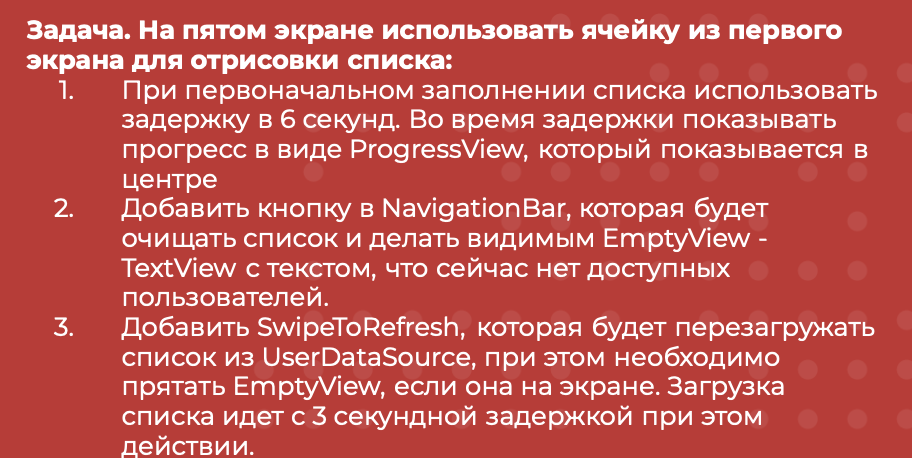 Задача. На пятом экране использовать ячейку из первого
экрана для отрисовки списка:
1. При первоначальном заполнении списка использовать
задержку в 6 секунд. Во время задержки показывать
прогресс в виде ProgressView, который показывается в
центре
2. Добавить кнопку в NavigationBar, которая будет
очищать список и делать видимым EmptyView -
TextView с текстом, что сейчас нет доступных
пользователей.
3. Добавить SwipeToRefresh, которая будет перезагружать
список из UserDataSource, при этом необходимо
прятать EmptyView, если она на экране. Загрузка
списка идет с 3 секундной задержкой при этом
действии.